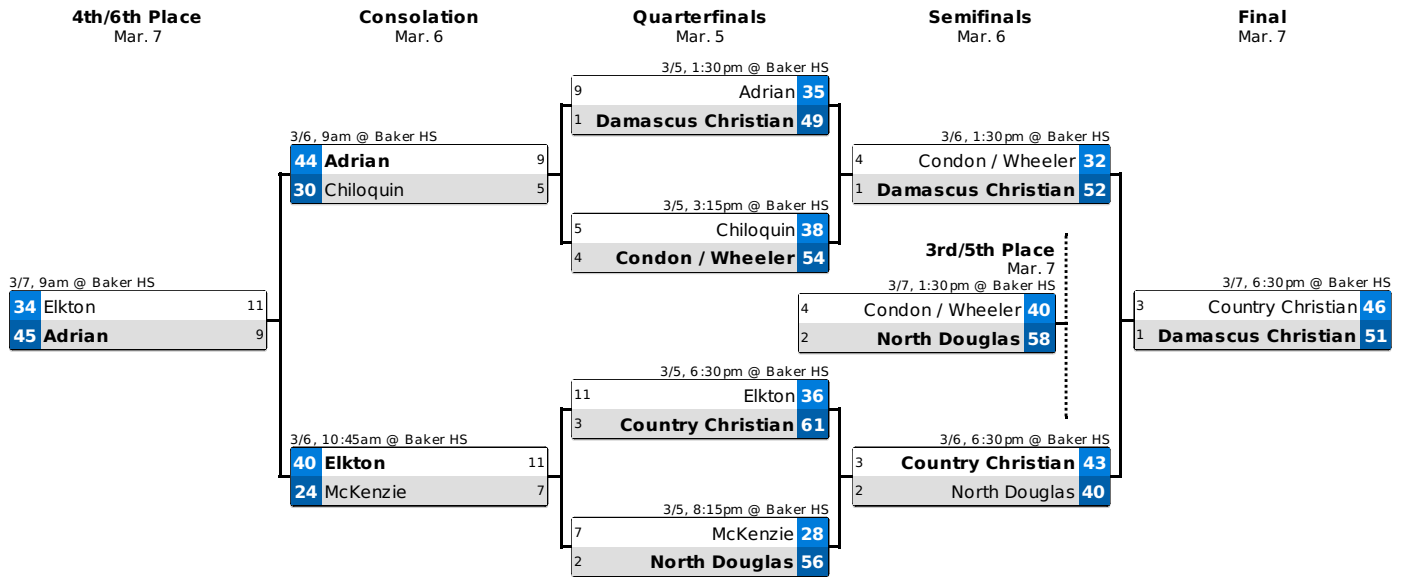 4th/6th Place
Mar. 7
Consolation
Mar. 6
Quarterfinals
Mar. 5
Semifinals
Mar. 6
Final
Mar. 7
3/7, 9am @ Baker HS
34 Elkton 11
45 Adrian 9
3/6, 9am @ Baker HS
44 Adrian 9
30 Chiloquin 5
3/6, 10:45am @ Baker HS
40 Elkton 11
24 McKenzie 7
3/5, 1:30pm @ Baker HS
9 Adrian 35
1 Damascus Christian 49
3/5, 3:15pm @ Baker HS
5 Chiloquin 38
4 Condon / Wheeler 54
3/5, 6:30pm @ Baker HS
11 Elkton 36
3 Country Christian 61
3/5, 8:15pm @ Baker HS
7 McKenzie 28
2 North Douglas 56
3/6, 1:30pm @ Baker HS
4 Condon / Wheeler 32
1 Damascus Christian 52
3rd/5th Place
Mar. 7
3/7, 1:30pm @ Baker HS
4 Condon / Wheeler 40
2 North Douglas 58
3/6, 6:30pm @ Baker HS
3 Country Christian 43
2 North Douglas 40
3/7, 6:30pm @ Baker HS
3 Country Christian 46
1 Damascus Christian 51